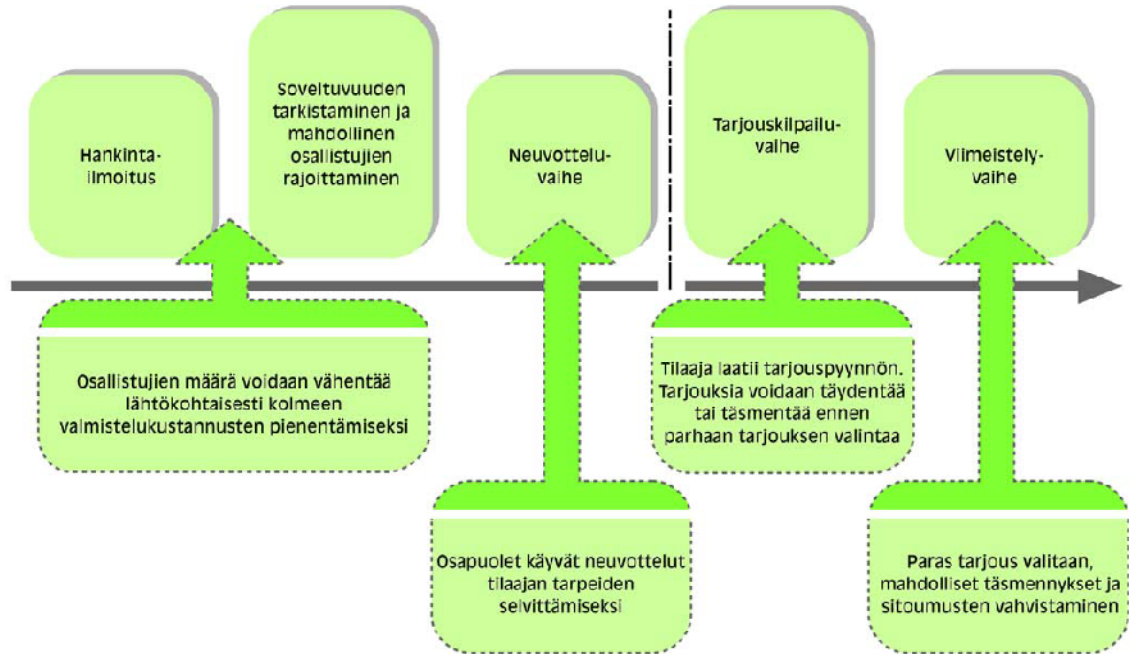 Hankinta-
ilmoitus
Soveltuvuuden
tarkistaminen ja
mahdollinen
osallistujien
rajoittaminen
Neuvottelu-
vaihe
Tarjouskilpailu-
vaihe
Viimeistely-
vaihe
Osallistujien määrä voidaan vähentää
lähtökohtaisesti kolmeen
valmistelukustannusten pienentämiseksi
Osapuolet käyvät neuvottelut
tilaajan tarpeiden
selvittämiseksi
Tilaaja laatii tarjouspyynnön.
Tarjouksia voidaan täydentää
tai täsmentää ennen
parhaan tarjouksen valintaa
Paras tarjous valitaan,
mahdolliset täsmennykset ja
sitoumusten vahvistaminen